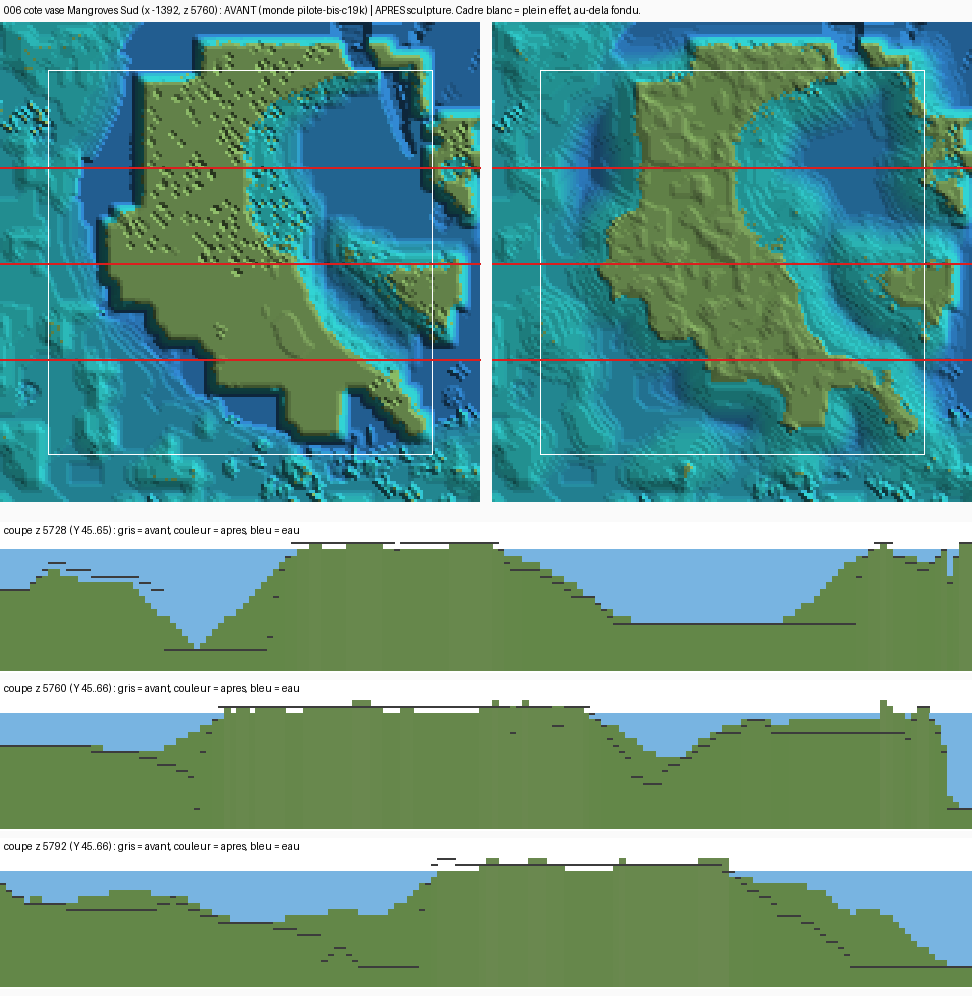 006 cote vase Mangroves Sud (x -1392, z 5760) : AVANT (monde pilote-bis-c19k) | APRES sculpture. Cadre blanc = plein effet, au-dela fondu.
coupe z 5728 (Y 45..65) : gris = avant, couleur = apres, bleu = eau
coupe z 5760 (Y 45..66) : gris = avant, couleur = apres, bleu = eau
coupe z 5792 (Y 45..66) : gris = avant, couleur = apres, bleu = eau